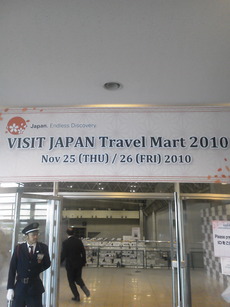 Japan. Endless Discovery.
VISIT JAPAN Travel Mart 2010
Nov 25 (THU) / 26 (FRI) 2010